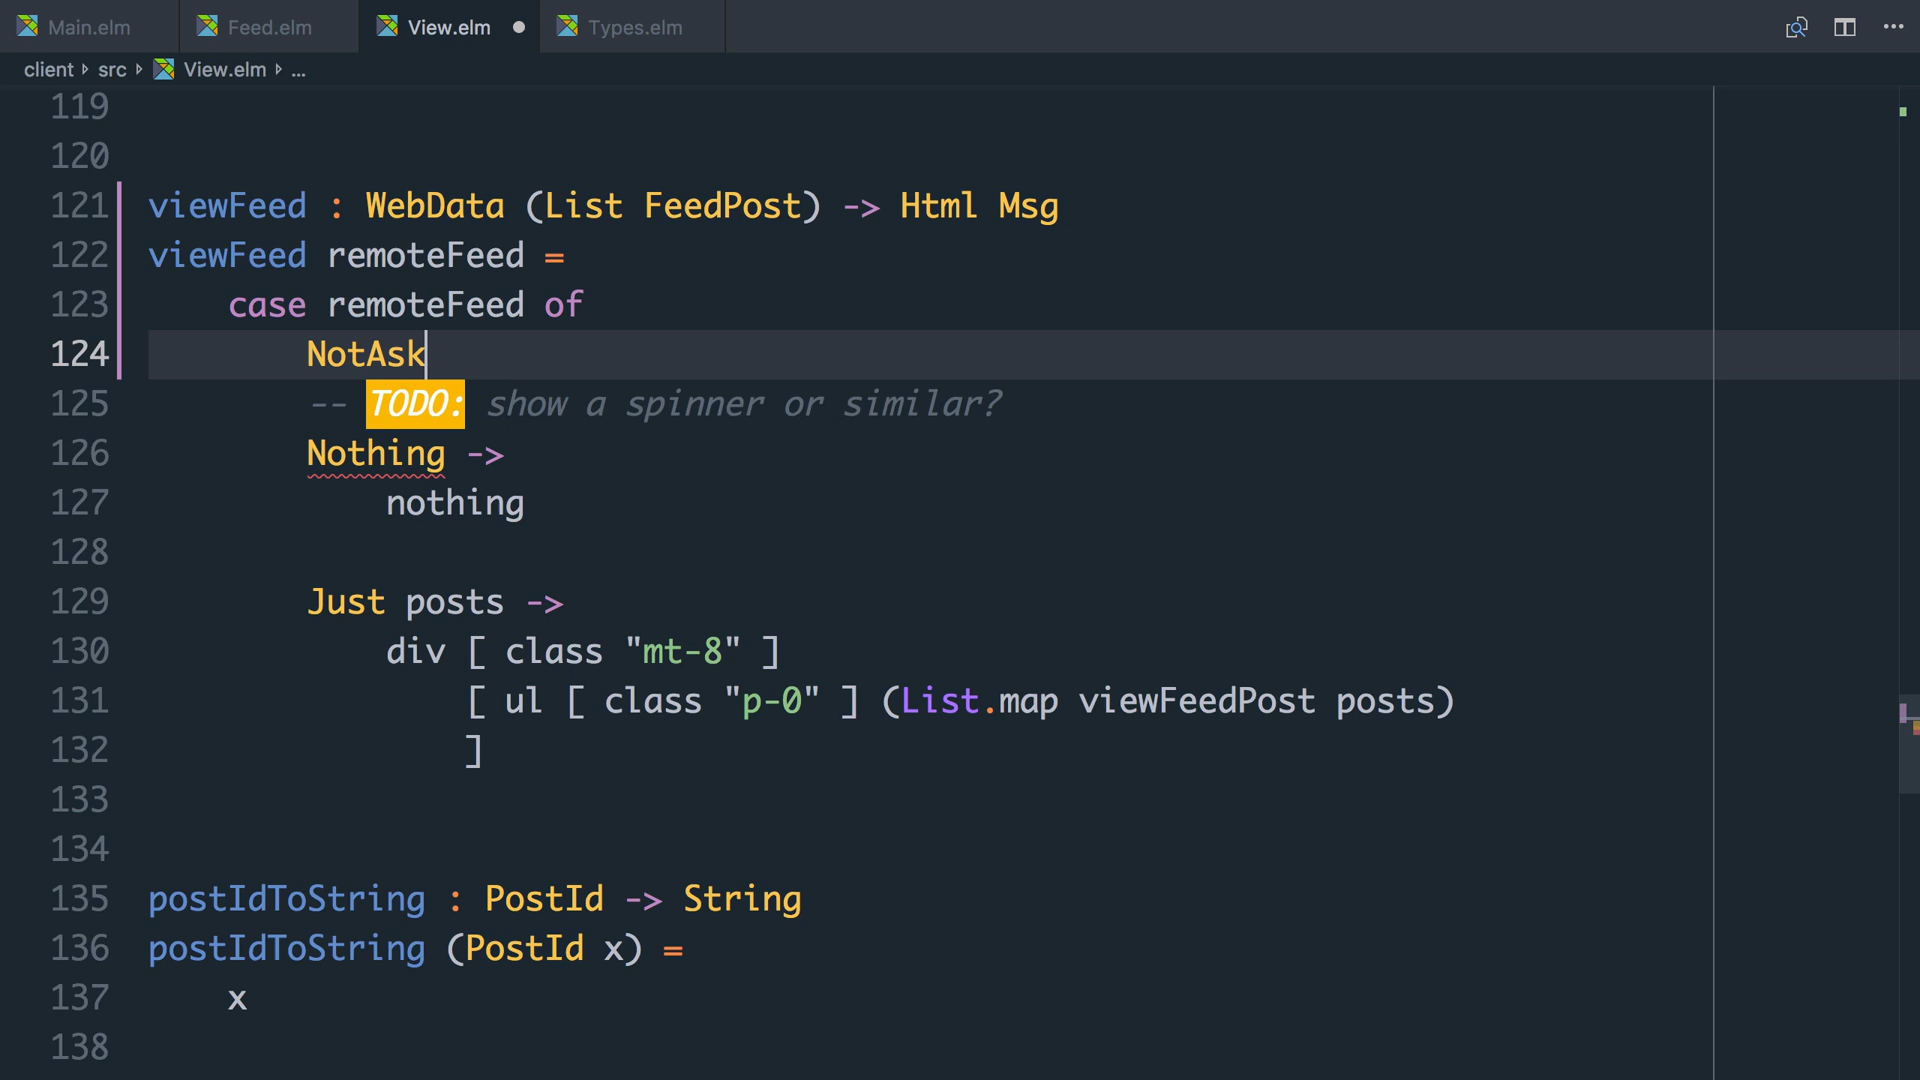 Main.elm Feed.elm View.elm Types.elm
client src View.elm ...
119
120
121 viewFeed : WebData (List FeedPost) -> Html Msg
122 viewFeed remoteFeed =
123 case remoteFeed of
124 NotAsk
125 -- TODO: show a spinner or similar?
126 Nothing ->
127 nothing
128
129 Just posts ->
130 div [ class "mt-8" ]
131 [ ul [ class "p-0" ] (List.map viewFeedPost posts)
132 ]
133
134
135 postIdToString : PostId -> String
136 postIdToString (PostId x) =
137 x
138